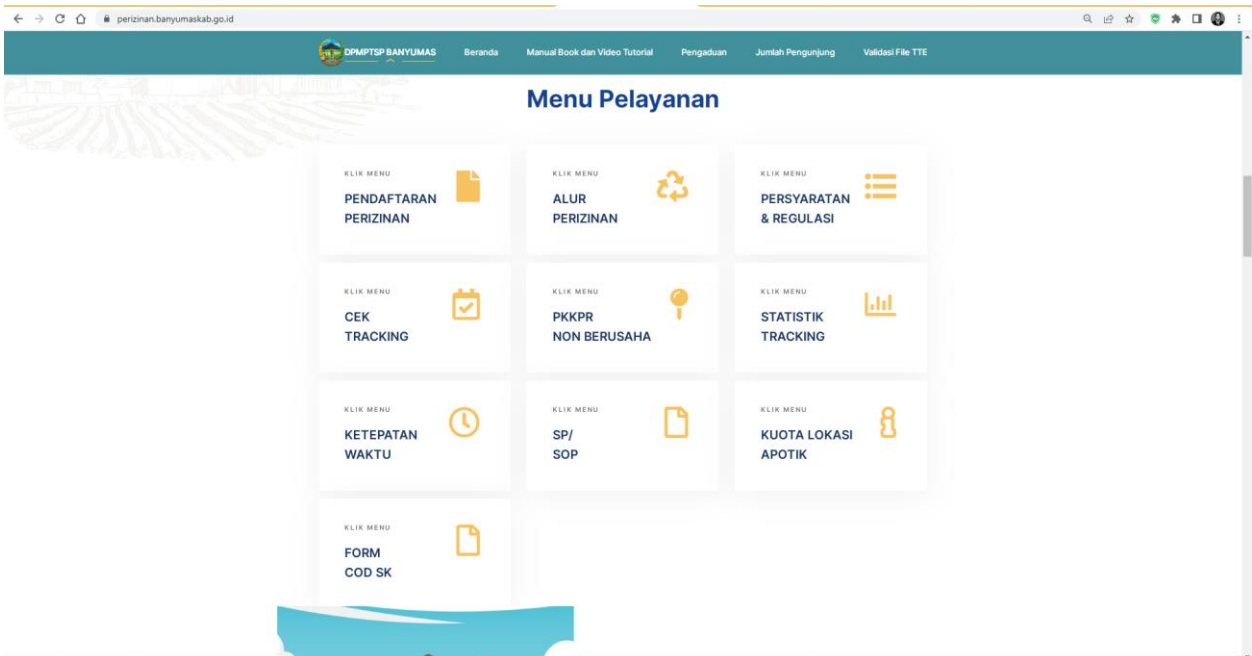 perizinan.banyumaskab.go.id
DPMPTSP BANYUMAS Beranda Manual Book dan Video Tutorial Pengaduan Jumlah Pengunjung Validasi File TTE
Menu Pelayanan
KLIK MENU
PENDAFTARAN
PERIZINAN
KLIK MENU
ALUR
PERIZINAN
KLIK MENU
PERSYARATAN
& REGULASI
KLIK MENU
CEK
TRACKING
KLIK MENU
PKKPR
NON BERUSAHA
KLIK MENU
STATISTIK
TRACKING
KLIK MENU
KETEPATAN
WAKTU
KLIK MENU
SP/
SOP
KLIK MENU
KUOTA LOKASI
APOTIK
KLIK MENU
FORM
COD SK